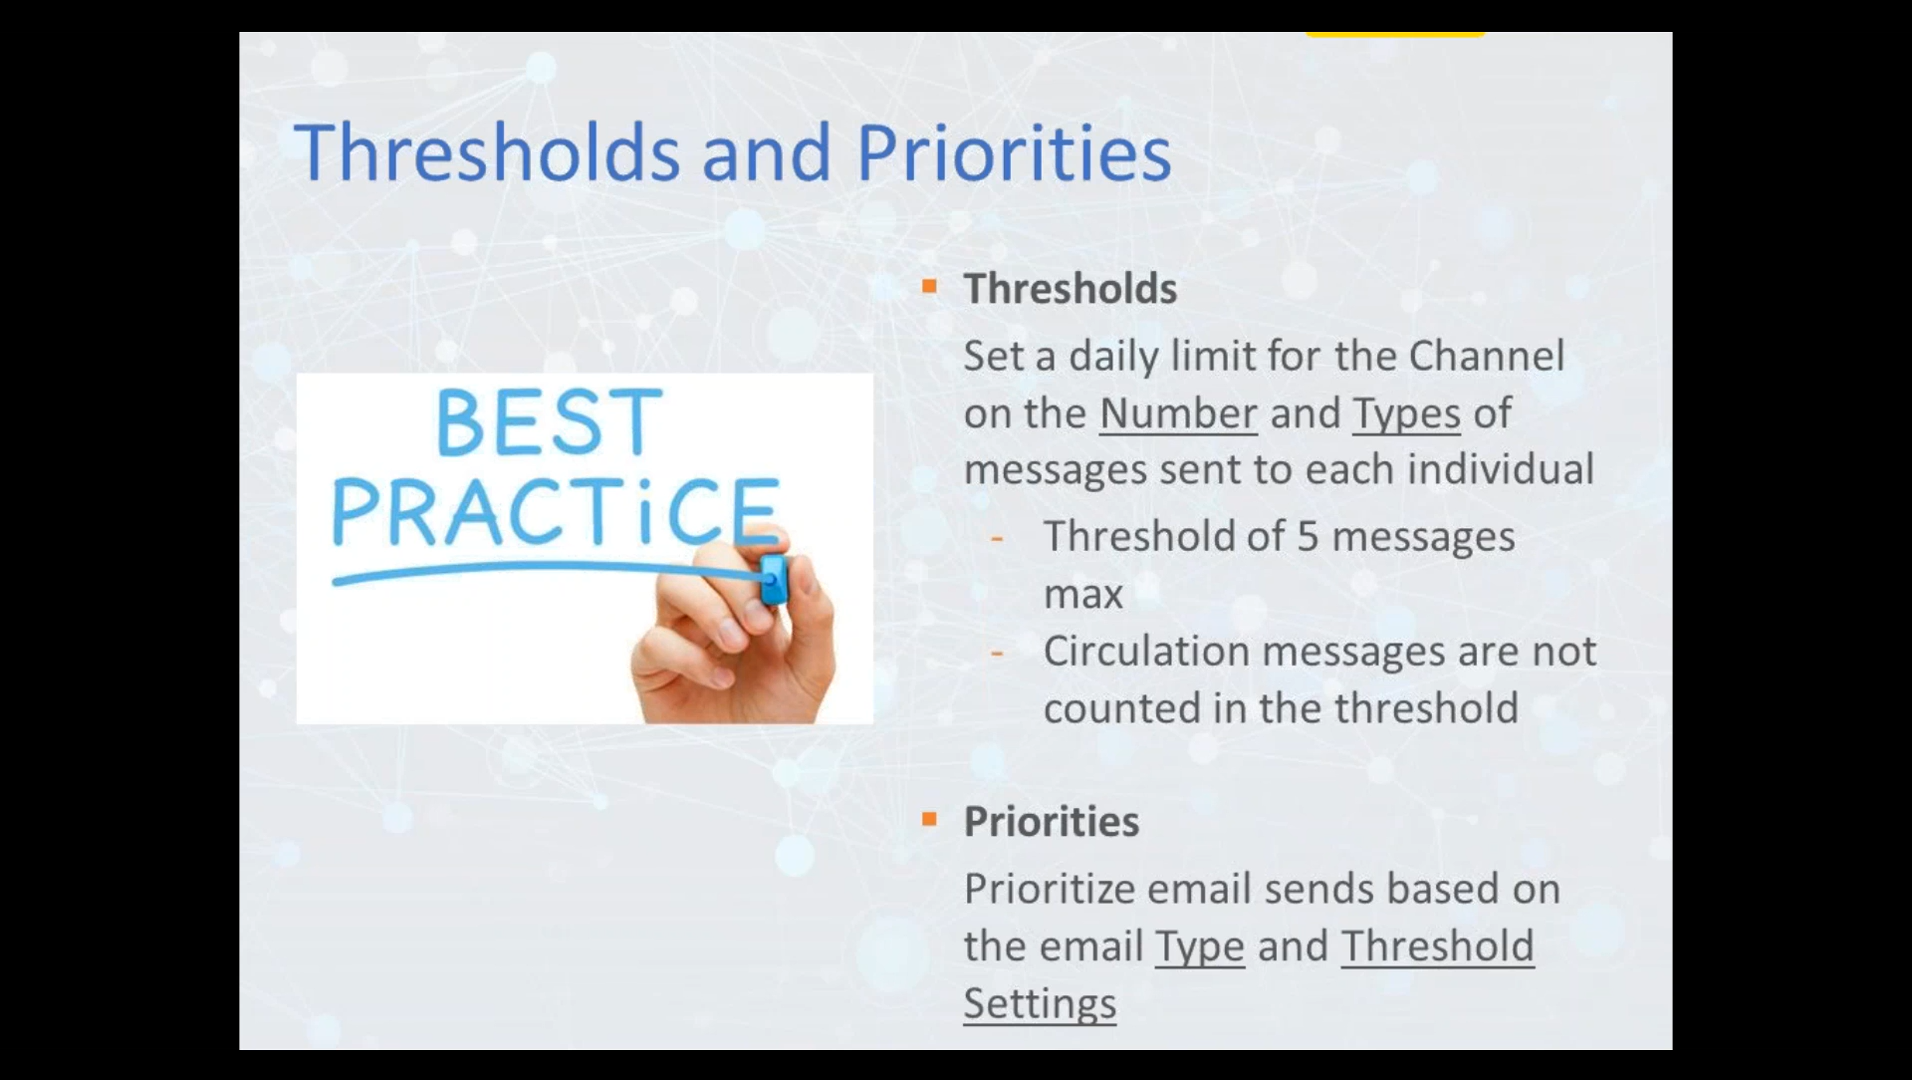 Thresholds and Priorities
BEST
PRACTiCE
▪ Thresholds
Set a daily limit for the Channel
on the Number and Types of
messages sent to each individual
- Threshold of 5 messages
max
- Circulation messages are not
counted in the threshold
▪ Priorities
Prioritize email sends based on
the email Type and Threshold
Settings